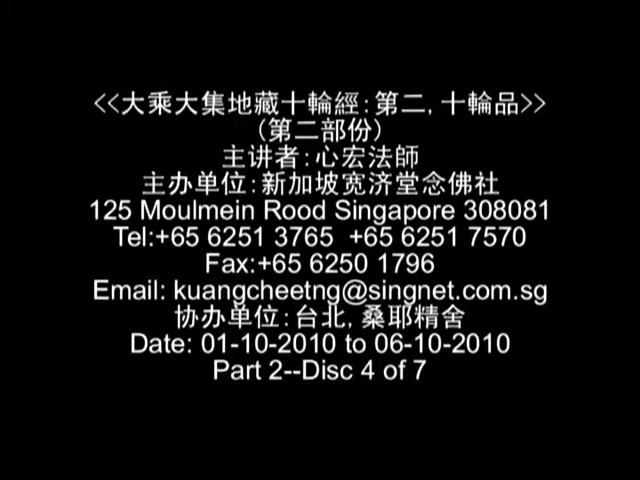 <<大乘大集地藏十輪經:第二,十輪品>>
(第二部份)
主讲者:心宏法師
主办单位:新加坡宽济堂念佛社
125 Moulmein Rood Singapore 308081
Tel:+65 6251 3765  +65 6251 7570
Fax:+65 6250 1796
Email: kuangcheetng@singnet.com.sg
协办单位:台北,桑耶精舍
Date: 01-10-2010 to 06-10-2010
Part 2--Disc 4 of 7